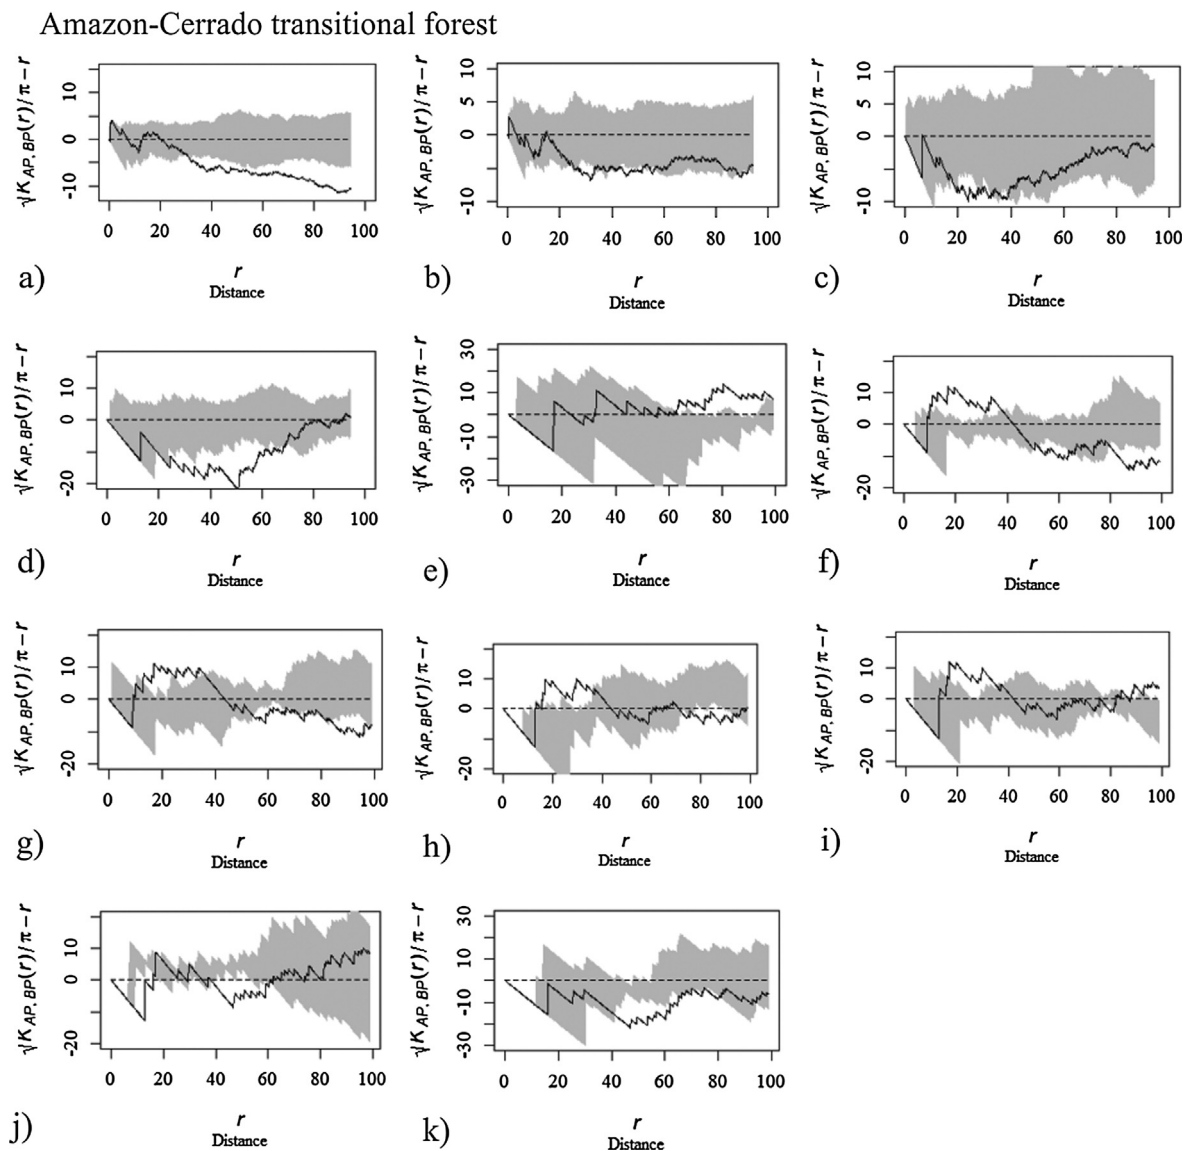 Amazon-Cerrado transitional forest
√K_AP,BP(r)/π−r √K_AP,BP(r)/π−r √K_AP,BP(r)/π−r
10 0 -10
10 5 0 -10
10 5 0 -5 -10
0 20 40 60 80 100 0 20 40 60 80 100 0 20 40 60 80 100
a) r b) r c) r
Distance Distance Distance
√K_AP,BP(r)/π−r √K_AP,BP(r)/π−r √K_AP,BP(r)/π−r
10 0 -20
30 10 -10 -30
10 0 -20
0 20 40 60 80 100 0 20 40 60 80 100 0 20 40 60 80 100
d) r e) r f) r
Distance Distance Distance
√K_AP,BP(r)/π−r √K_AP,BP(r)/π−r √K_AP,BP(r)/π−r
10 0 -20
10 0 -20
10 0 -20
0 20 40 60 80 100 0 20 40 60 80 100 0 20 40 60 80 100
g) r h) r i) r
Distance Distance Distance
√K_AP,BP(r)/π−r √K_AP,BP(r)/π−r
10 0 -20
30 10 -10 -30
0 20 40 60 80 100 0 20 40 60 80 100
j) r k) r
Distance Distance